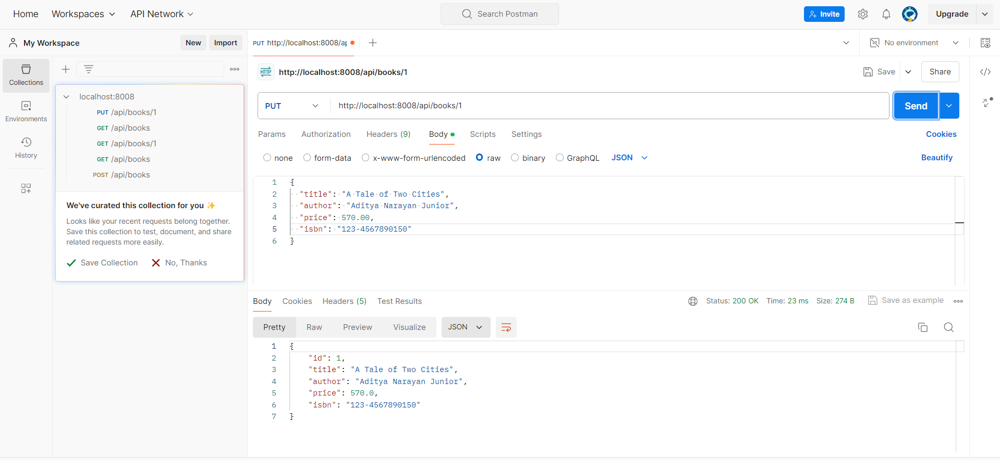 Home Workspaces API Network Search Postman Invite Upgrade
My Workspace New Import PUT http://localhost:8008/ap No environment
Collections
Environments
History
localhost:8008
PUT /api/books/1
GET /api/books
GET /api/books/1
GET /api/books
POST /api/books
We've curated this collection for you ✨
Looks like your recent requests belong together.
Save this collection to test, document, and share
related requests more easily.
Save Collection No, Thanks
HTTP http://localhost:8008/api/books/1 Save Share
PUT http://localhost:8008/api/books/1 Send
Params Authorization Headers (9) Body Scripts Settings Cookies
none form-data x-www-form-urlencoded raw binary GraphQL JSON Beautify
1 {
2 "title": "A Tale of Two Cities",
3 "author": "Aditya Narayan Junior",
4 "price": 570.00,
5 "isbn": "123-4567890150"
6 }
Body Cookies Headers (5) Test Results Status: 200 OK Time: 23 ms Size: 274 B Save as example
Pretty Raw Preview Visualize JSON
1 {
2 "id": 1,
3 "title": "A Tale of Two Cities",
4 "author": "Aditya Narayan Junior",
5 "price": 570.0,
6 "isbn": "123-4567890150"
7 }